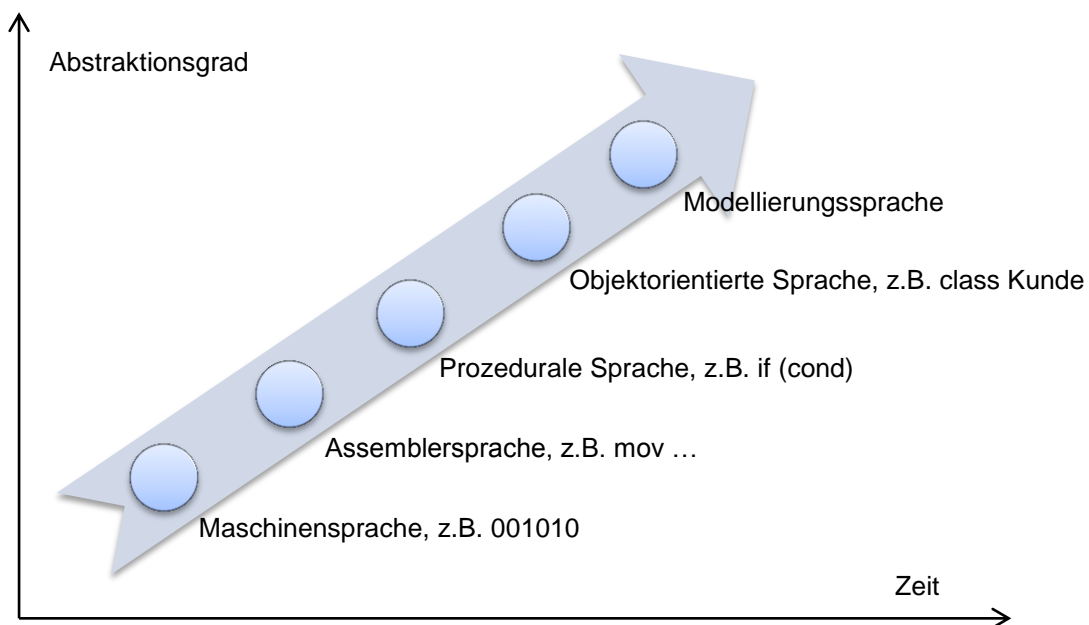 Abstraktionsgrad
Modellierungssprache
Objektorientierte Sprache, z.B. class Kunde
Prozedurale Sprache, z.B. if (cond)
Assemblersprache, z.B. mov …
Maschinensprache, z.B. 001010
Zeit